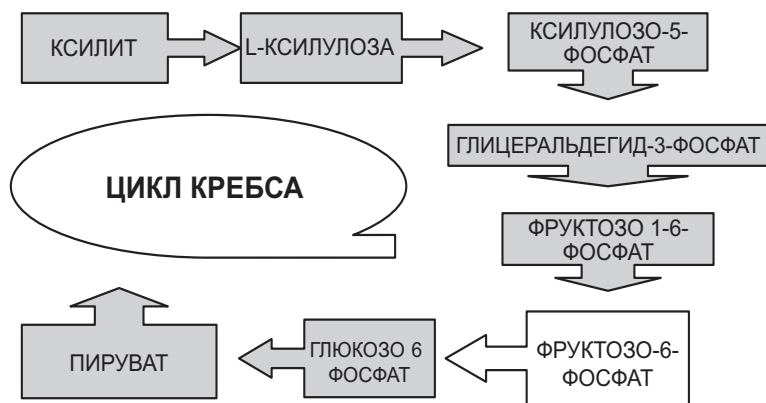 КСИЛИТ
L-КСИЛУЛОЗА
КСИЛУЛОЗО-5-
ФОСФАТ
ГЛИЦЕРАЛЬДЕГИД-3-ФОСФАТ
ЦИКЛ КРЕБСА
ФРУКТОЗО 1-6-
ФОСФАТ
ПИРУВАТ
ГЛЮКОЗО 6
ФОСФАТ
ФРУКТОЗО-6-
ФОСФАТ